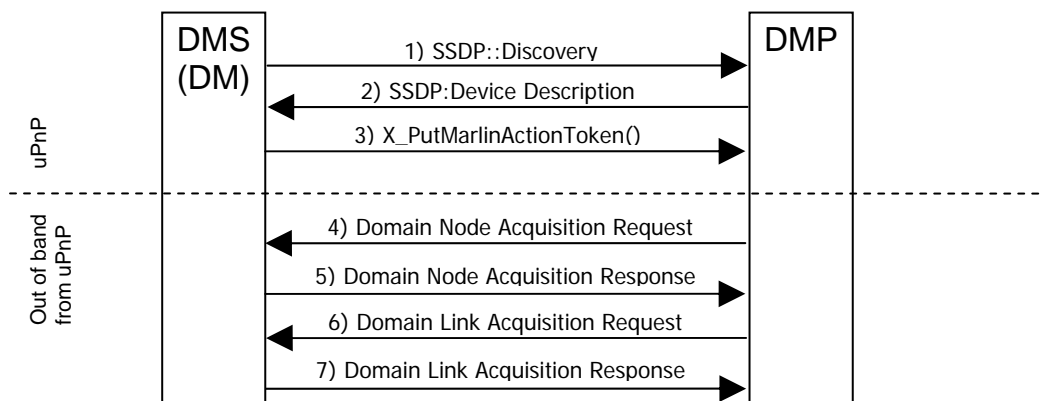 DMS
(DM)
DMP
1) SSDP::Discovery
2) SSDP:Device Description
3) X_PutMarlinActionToken()
uPnP
4) Domain Node Acquisition Request
5) Domain Node Acquisition Response
6) Domain Link Acquisition Request
7) Domain Link Acquisition Response
Out of band
from uPnP